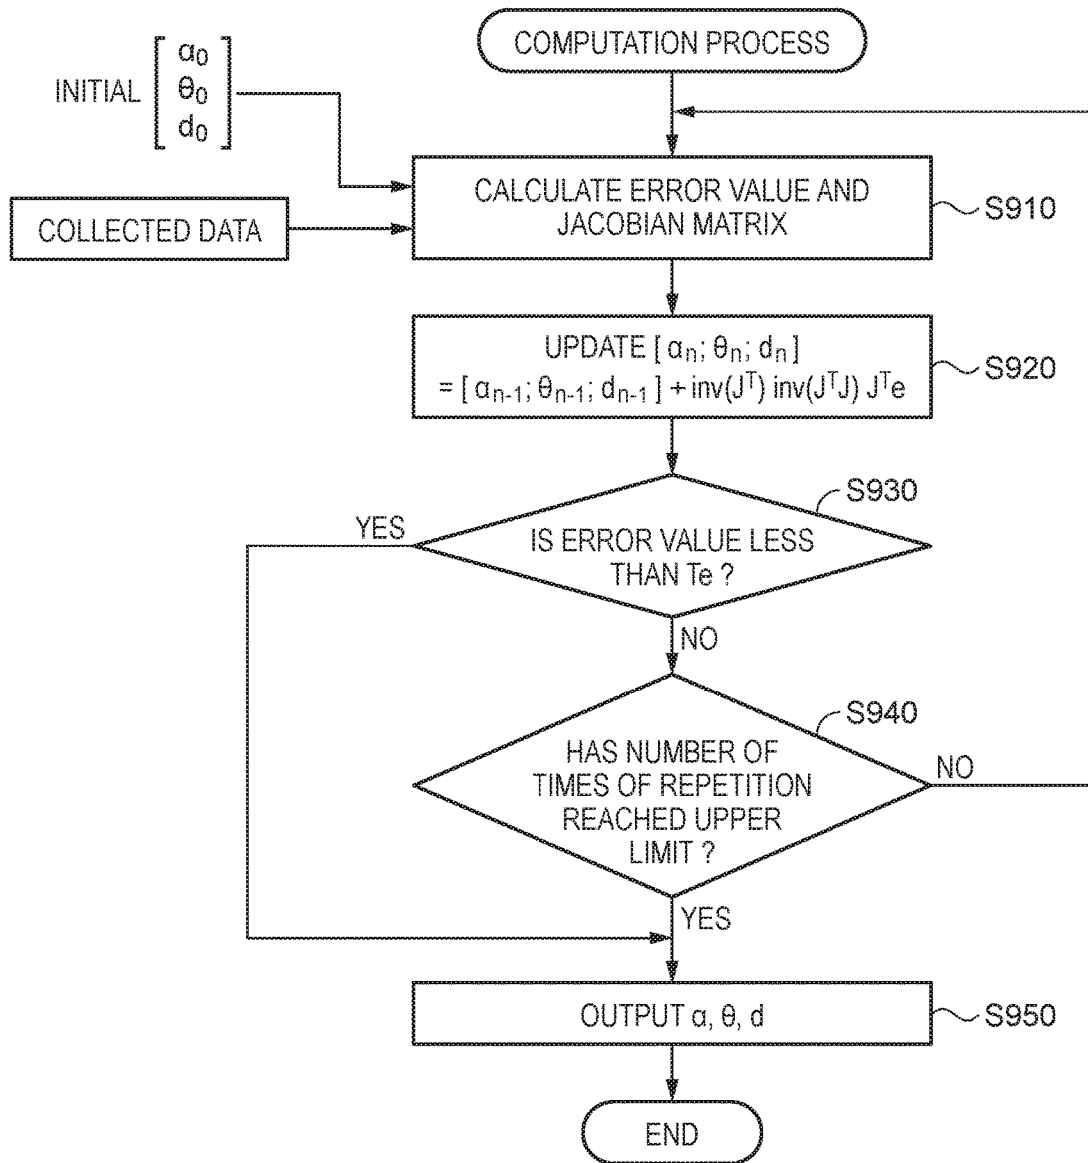 COMPUTATION PROCESS
INITIAL [ α₀
θ₀
d₀ ]
CALCULATE ERROR VALUE AND
JACOBIAN MATRIX
S910
COLLECTED DATA
UPDATE [ αₙ; θₙ; dₙ ]
= [ αₙ₋₁; θₙ₋₁; dₙ₋₁ ] + inv(Jᵀ) inv(JᵀJ) Jᵀe
S920
S930
YES
IS ERROR VALUE LESS
THAN Te ?
NO
S940
HAS NUMBER OF
TIMES OF REPETITION
REACHED UPPER
LIMIT ?
NO
YES
OUTPUT α, θ, d
S950
END